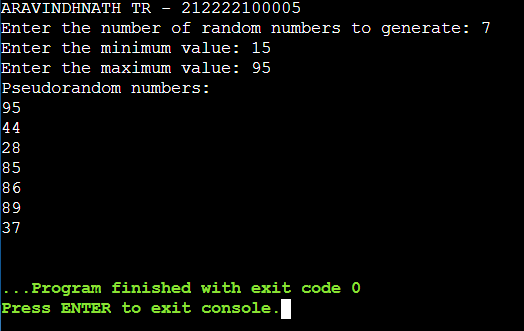 ARAVINDHNATH TR - 212222100005
Enter the number of random numbers to generate: 7
Enter the minimum value: 15
Enter the maximum value: 95
Pseudorandom numbers:
95
44
28
85
86
89
37
...Program finished with exit code 0
Press ENTER to exit console.